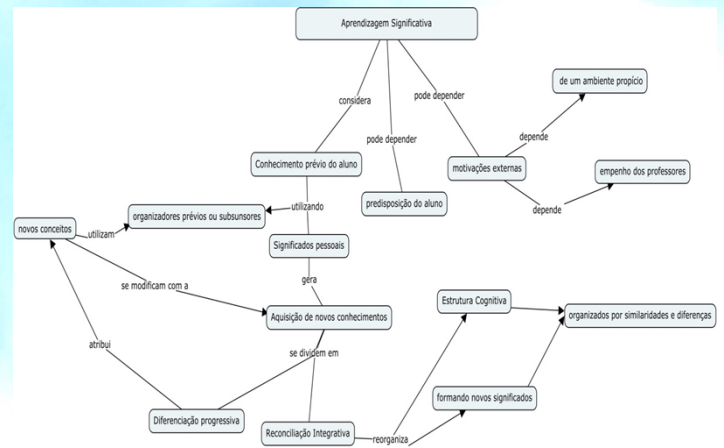 Aprendizagem Significativa
considera
pode depender
pode depender
de um ambiente propício
depende
Conhecimento prévio do aluno
motivações externas
empenho dos professores
predisposição do aluno
depende
utilizando
organizadores prévios ou subsunsores
novos conceitos
utilizam
Significados pessoais
gera
se modificam com a
Estrutura Cognitiva
Aquisição de novos conhecimentos
organizados por similaridades e diferenças
atribui
se dividem em
formando novos significados
Diferenciação progressiva
Reconciliação Integrativa
reorganiza